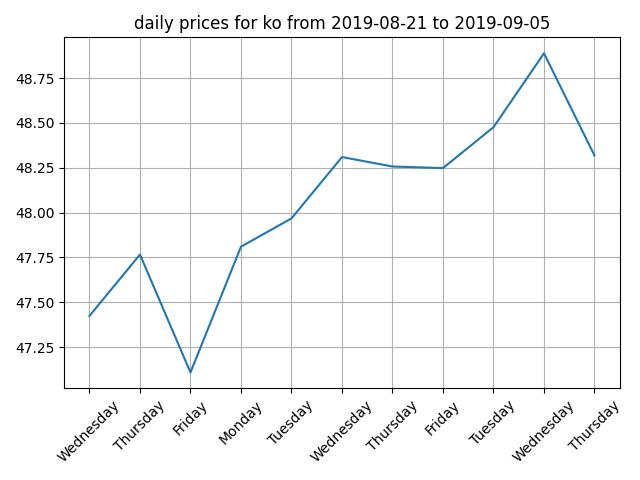 daily prices for ko from 2019-08-21 to 2019-09-05
48.75
48.50
48.25
48.00
47.75
47.50
47.25
Wednesday
Thursday
Friday
Monday
Tuesday
Wednesday
Thursday
Friday
Tuesday
Wednesday
Thursday